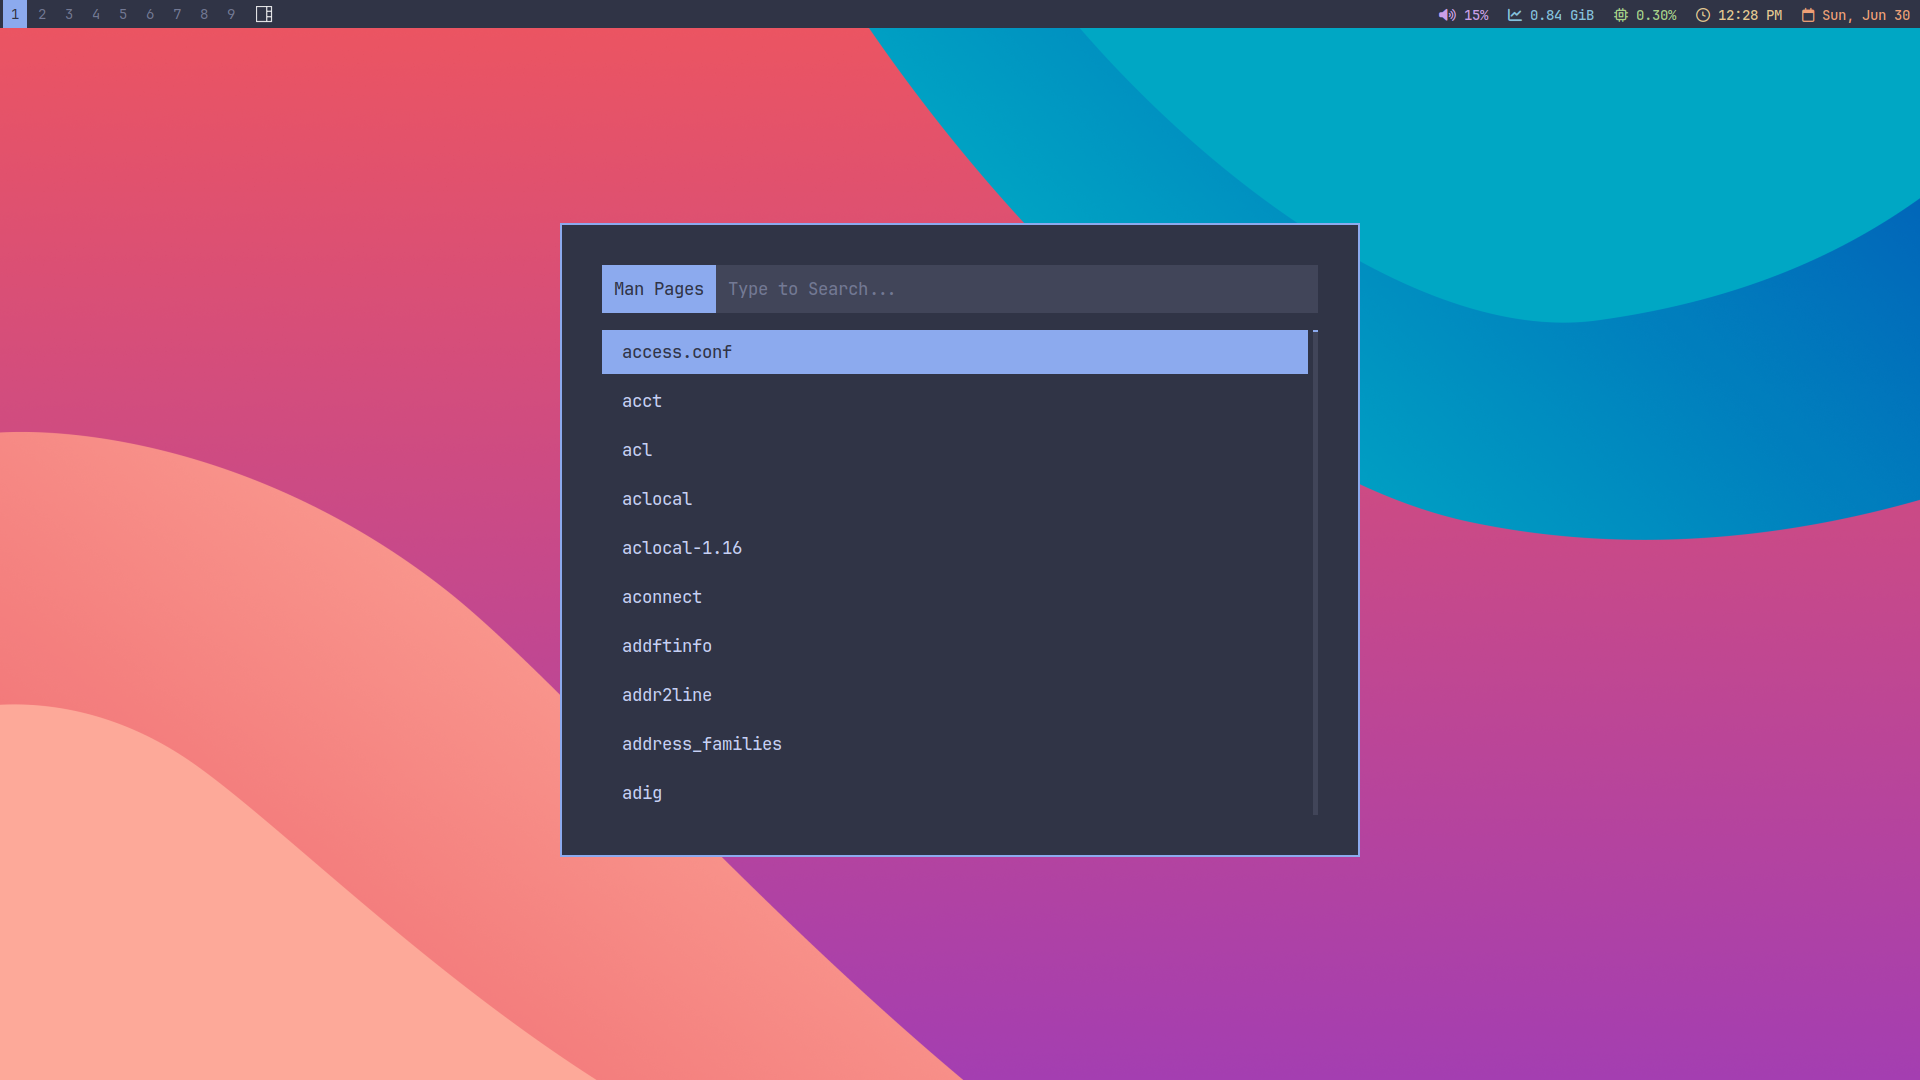 1 2 3 4 5 6 7 8 9 15% 0.84 GiB 0.30% 12:28 PM Sun, Jun 30
Man Pages Type to Search...
access.conf
acct
acl
aclocal
aclocal-1.16
aconnect
addftinfo
addr2line
address_families
adig